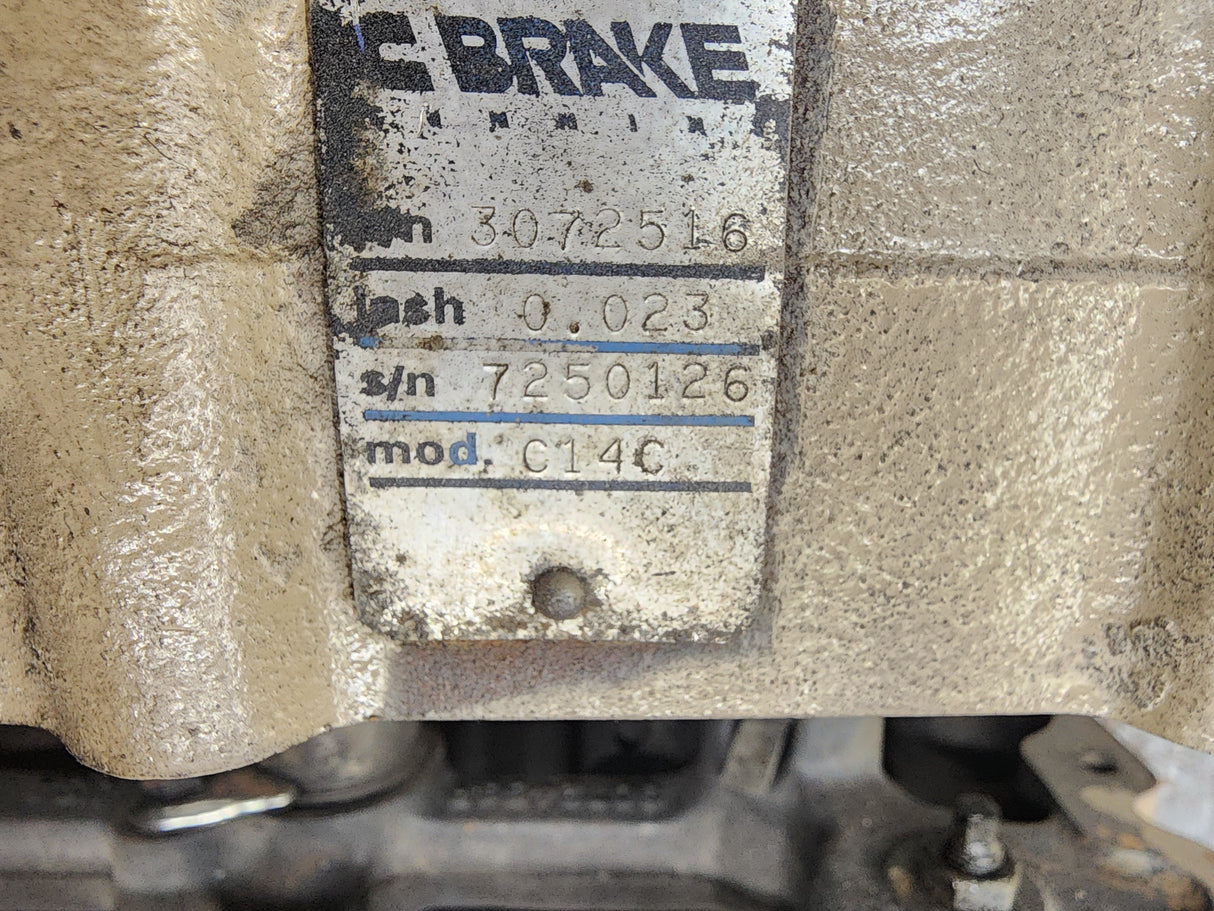 C BRAKE
n 3072516
lash 0.023
s/n 7250126
mod. C14C